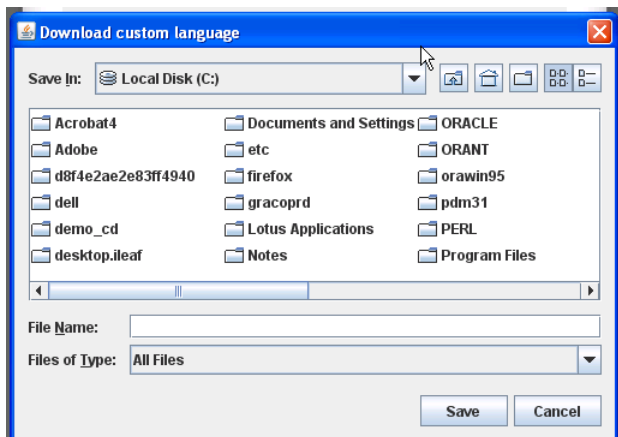 Download custom language
Save In: Local Disk (C:)
Acrobat4 Documents and Settings ORACLE
Adobe etc ORANT
d8f4e2ae2e83ff4940 firefox orawin95
dell gracoprd pdm31
demo_cd Lotus Applications PERL
desktop.ileaf Notes Program Files
File Name:
Files of Type: All Files
Save Cancel